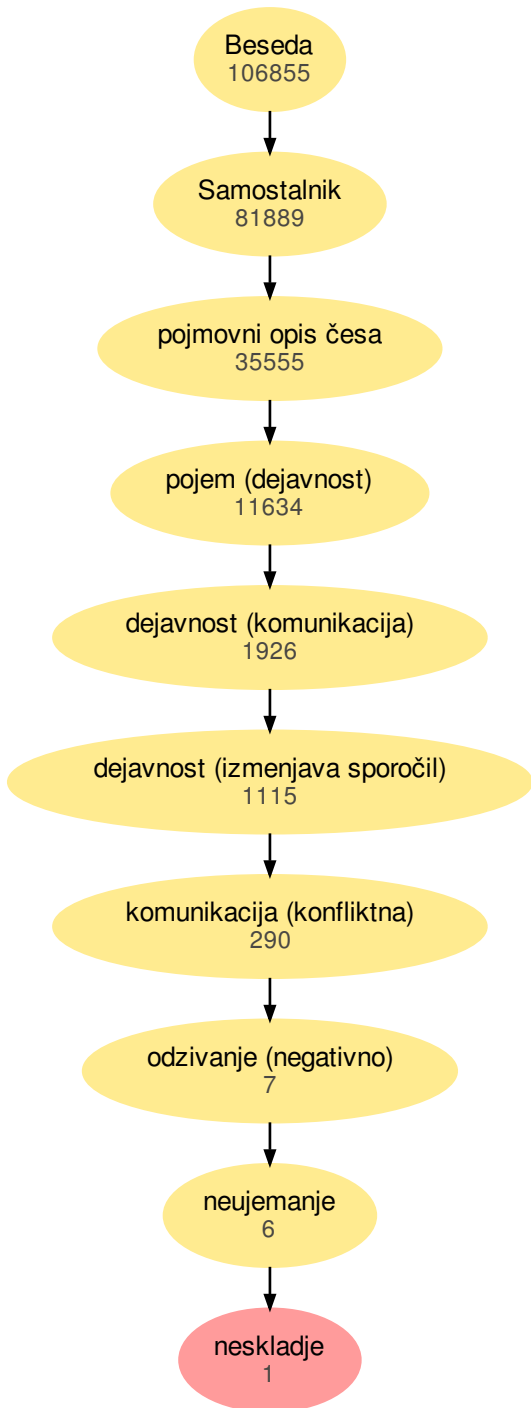 Beseda
106855
Samostalnik
81889
pojmovni opis česa
35555
pojem (dejavnost)
11634
dejavnost (komunikacija)
1926
dejavnost (izmenjava sporočil)
1115
komunikacija (konfliktna)
290
odzivanje (negativno)
7
neujemanje
6
neskladje
1